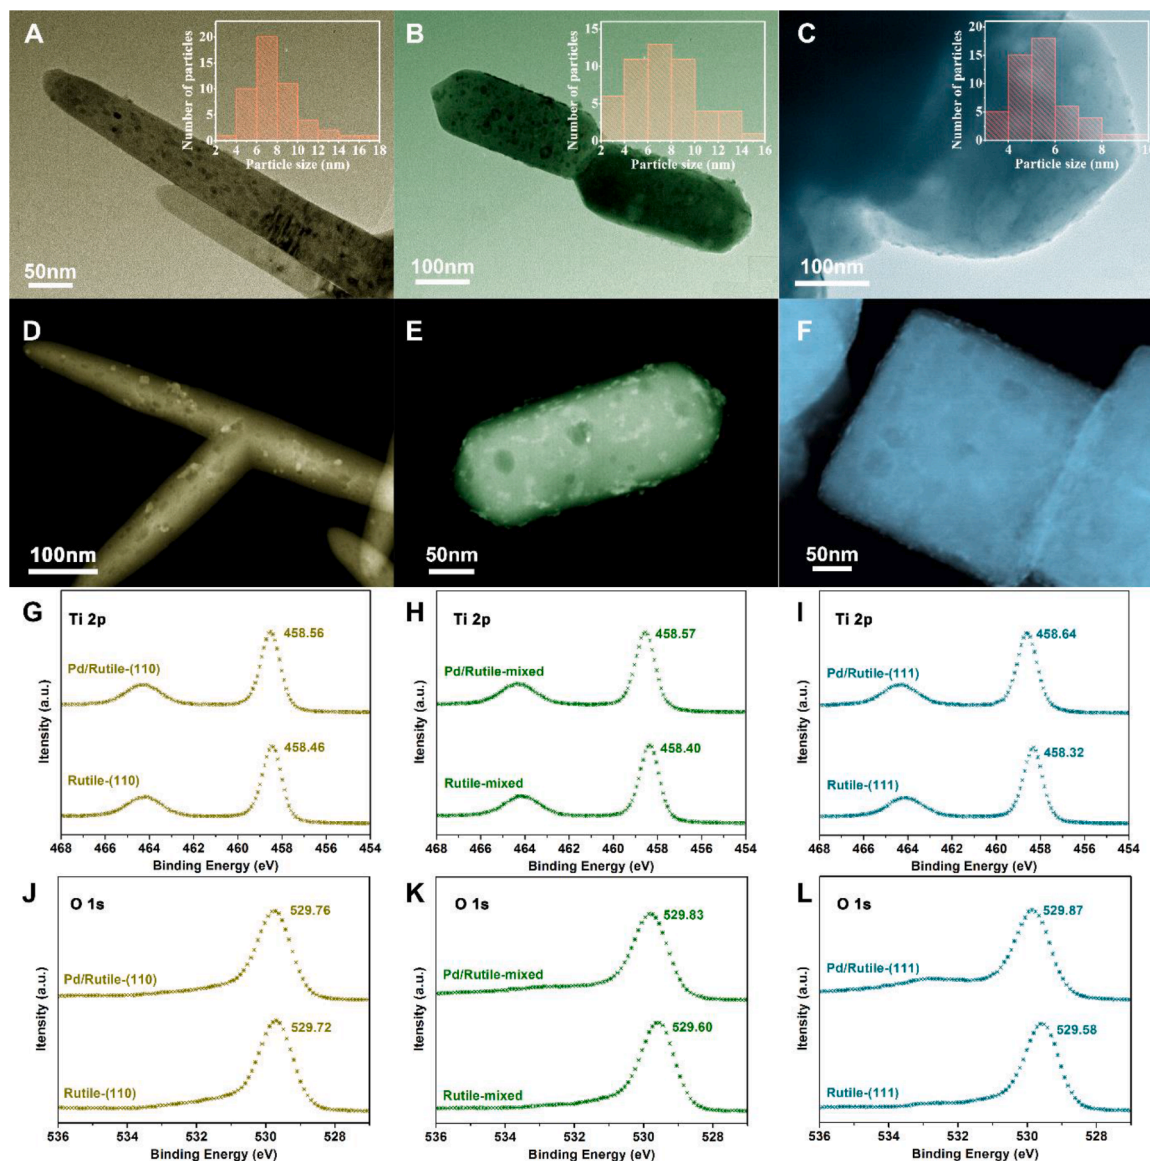 A
Number of particles
20
15
10
5
0
2 4 6 8 10 12 14 16 18
Particle size (nm)
50nm
B
Number of particles
15
10
5
0
2 4 6 8 10 12 14 16
Particle size (nm)
100nm
C
Number of particles
20
15
10
5
0
4 6 8 10
Particle size (nm)
100nm
D
100nm
E
50nm
F
50nm
G
Ti 2p
458.56
Pd/Rutile-(110)
458.46
Rutile-(110)
Itensity (a.u.)
468 466 464 462 460 458 456 454
Binding Energy (eV)
H
Ti 2p
458.57
Pd/Rutile-mixed
458.40
Rutile-mixed
Itensity (a.u.)
468 466 464 462 460 458 456 454
Binding Energy (eV)
I
Ti 2p
458.64
Pd/Rutile-(111)
458.32
Rutile-(111)
Itensity (a.u.)
468 466 464 462 460 458 456 454
Binding Energy (eV)
J
O 1s
529.76
Pd/Rutile-(110)
529.72
Rutile-(110)
Itensity (a.u.)
536 534 532 530 528
Binding Energy (eV)
K
O 1s
529.83
Pd/Rutile-mixed
529.60
Rutile-mixed
Itensity (a.u.)
536 534 532 530 528
Binding Energy (eV)
L
O 1s
529.87
Pd/Rutile-(111)
529.58
Rutile-(111)
Itensity (a.u.)
536 534 532 530 528
Binding Energy (eV)